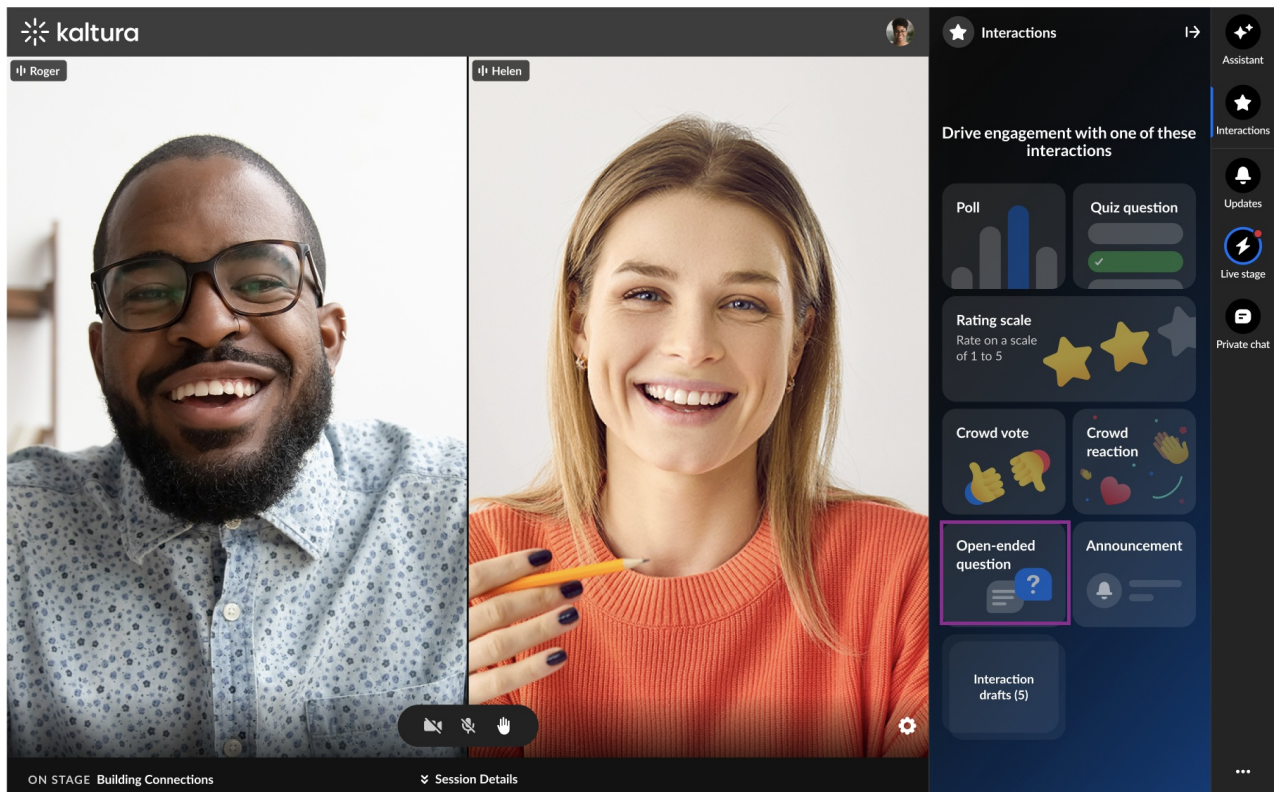 kaltura
Roger
Helen
Interactions
Drive engagement with one of these
interactions
Poll
Quiz question
Rating scale
Rate on a scale
of 1 to 5
Crowd vote
Crowd
reaction
Open-ended
question
?
Announcement
Interaction
drafts (5)
Assistant
Interactions
Updates
Live stage
Private chat
ON STAGE Building Connections
Session Details